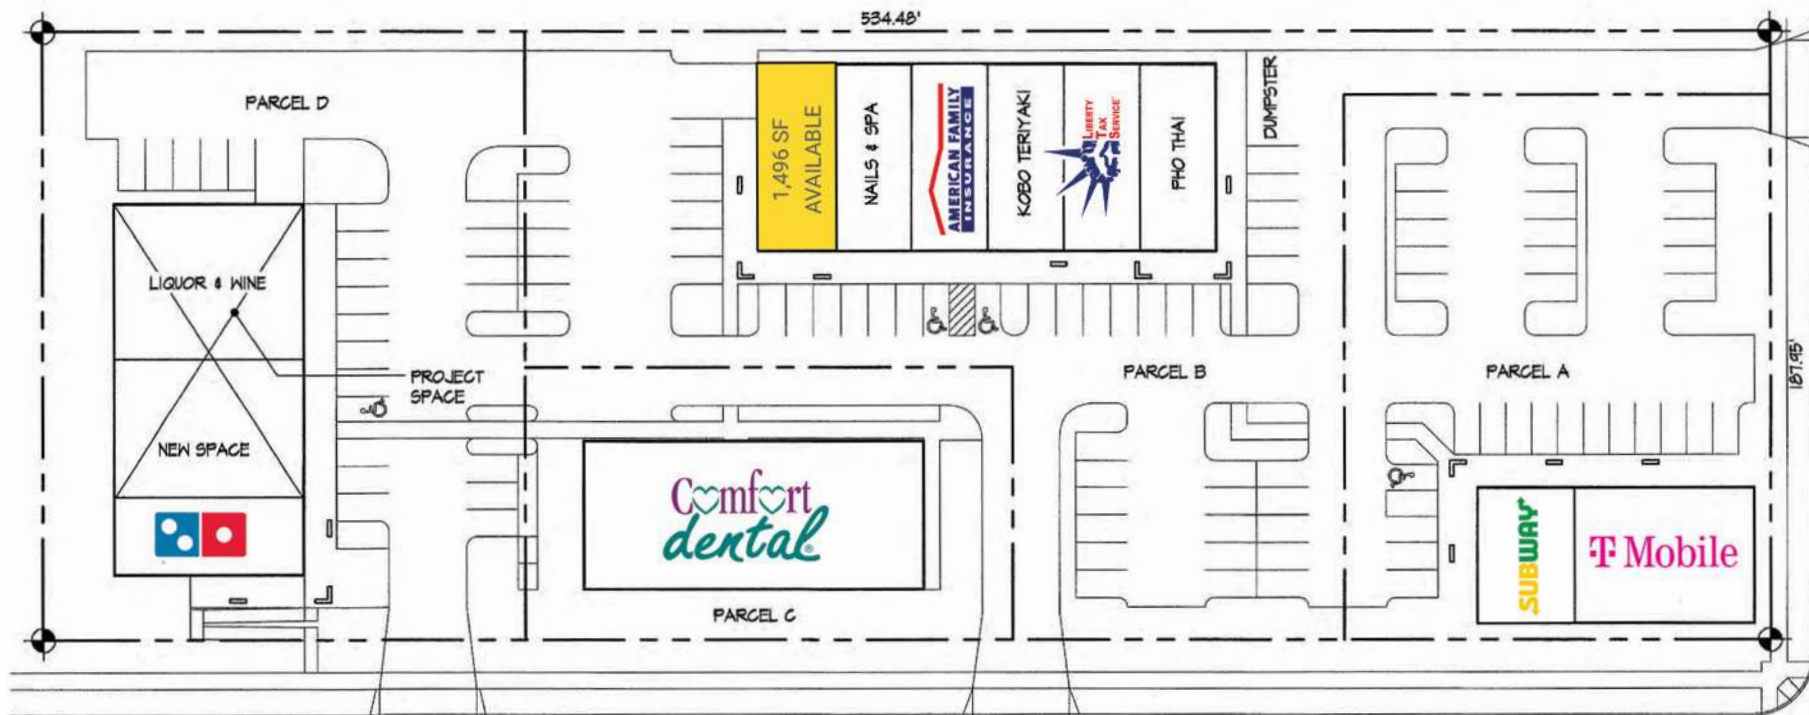 534.48'
PARCEL D
1,496 SF
AVAILABLE
NAILS & SPA
AMERICAN FAMILY
INSURANCE
KOBO TERIYAKI
LIBERTY
TAX
SERVICE
PHO THAI
DUMPSTER
LIQUOR & WINE
PROJECT
SPACE
NEW SPACE
PARCEL B
PARCEL A
187.95'
Comfort
dental®
PARCEL C
SUBWAY
T Mobile